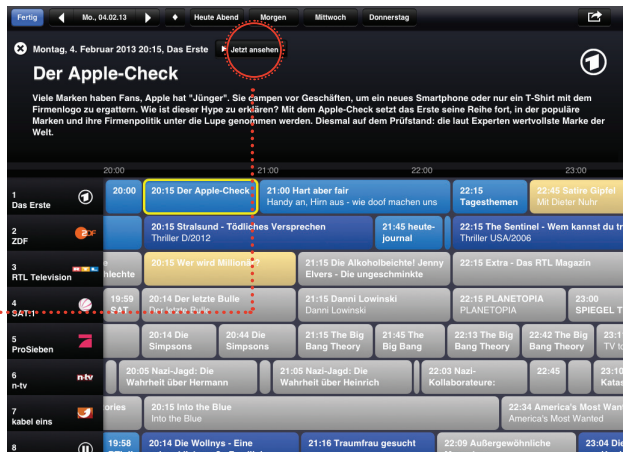 Fertig
Mo., 04.02.13
Heute Abend
Morgen
Mittwoch
Donnerstag
Montag, 4. Februar 2013 20:15, Das Erste
Jetzt ansehen
Der Apple-Check
Viele Marken haben Fans, Apple hat "Jünger". Sie campen vor Geschäften, um ein neues Smartphone oder nur ein T-Shirt mit dem
Firmenlogo zu ergattern. Wie ist dieser Hype zu erklären? Mit dem Apple-Check setzt das Erste seine Reihe fort, in der populäre
Marken und ihre Firmenpolitik unter die Lupe genommen werden. Diesmal auf dem Prüfstand: die laut Experten wertvollste Marke der
Welt.
20:00 21:00 22:00 23:00
1
Das Erste
20:00
20:15 Der Apple-Check
21:00 Hart aber fair
Handy an, Hirn aus - wie doof machen uns
22:15
Tagesthemen
22:45 Satire Gipfel
Mit Dieter Nuhr
2
ZDF
ZDF
20:15 Stralsund - Tödliches Versprechen
Thriller D/2012
21:45 heute-
journal
22:15 The Sentinel - Wem kannst du tr
Thriller USA/2006
3
RTL Television
RTL
hlechte
20:15 Wer wird Millionär?
21:15 Die Alkoholbeichte! Jenny
Elvers - Die ungeschminkte
22:15 Extra - Das RTL Magazin
4
SAT.1
19:59
SAT
20:14 Der letzte Bulle
Der letzte Bulle
21:15 Danni Lowinski
Danni Lowinski
22:15 PLANETOPIA
PLANETOPIA
23:00
SPIEGEL T
5
ProSieben
20:14 Die
Simpsons
20:44 Die
Simpsons
21:15 The Big
Bang Theory
21:45 The
Big Bang
22:13 The Big
Bang Theory
22:42 The Big
Bang Theory
23:1
TV to
6
n-tv
n-tv
20:05 Nazi-Jagd: Die
Wahrheit über Hermann
21:05 Nazi-Jagd: Die
Wahrheit über Heinrich
22:03 Nazi-
Kollaborateure:
22:45
23:10
Katas
7
kabel eins
ories
20:15 Into the Blue
Into the Blue
22:34 America's Most Wan
America's Most Wanted
8
19:58
20:14 Die Wollnys - Eine
21:16 Traumfrau gesucht
22:09 Außergewöhnliche
23:04 Die